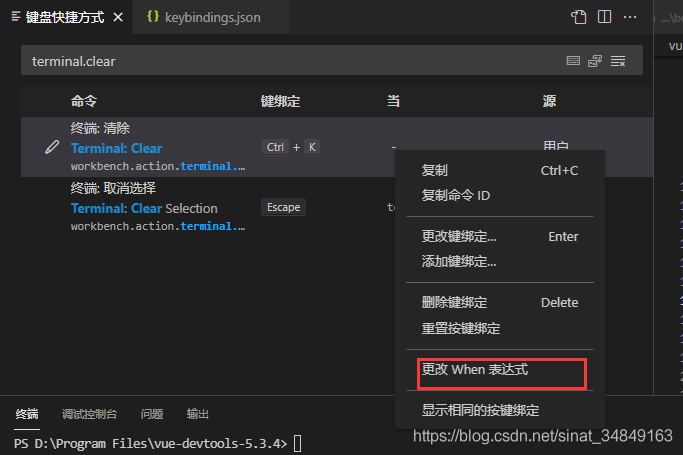 键盘快捷方式
keybindings.json
... \b
vu
terminal.clear
命令 键绑定 当 源
终端: 清除
Terminal: Clear Ctrl + K - 用户
workbench.action.terminal.…
终端: 取消选择
Terminal: Clear Selection Escape te
workbench.action.terminal.…
复制 Ctrl+C
复制命令 ID
更改键绑定... Enter
添加键绑定...
删除键绑定 Delete
重置按键绑定
更改 When 表达式
显示相同的按键绑定
终端 调试控制台 问题 输出
PS D:\Program Files\vue-devtools-5.3.4>
https://blog.csdn.net/sinat_34849163